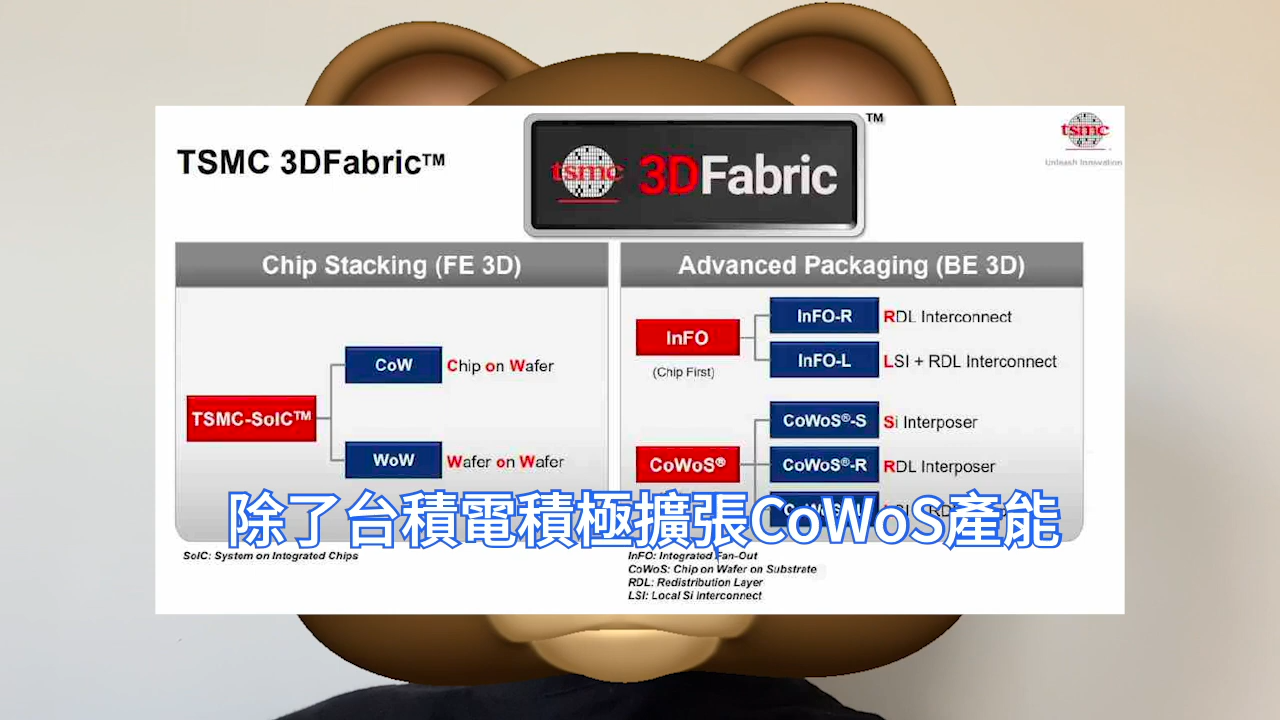 TSMC 3DFabric™
tsmc 3DFabric
TM
tsmc
Unleash Innovation
Chip Stacking (FE 3D)
TSMC-SoIC™
CoW
Chip on Wafer
WoW
Wafer on Wafer
SoIC: System on Integrated Chips
Advanced Packaging (BE 3D)
InFO
(Chip First)
InFO-R
RDL Interconnect
InFO-L
LSI + RDL Interconnect
CoWoS®
CoWoS®-S
Si Interposer
CoWoS®-R
RDL Interposer
除了台積電積極擴張CoWoS產能
InFO: Integrated Fan-Out
CoWoS: Chip on Wafer on Substrate
RDL: Redistribution Layer
LSI: Local Si Interconnect